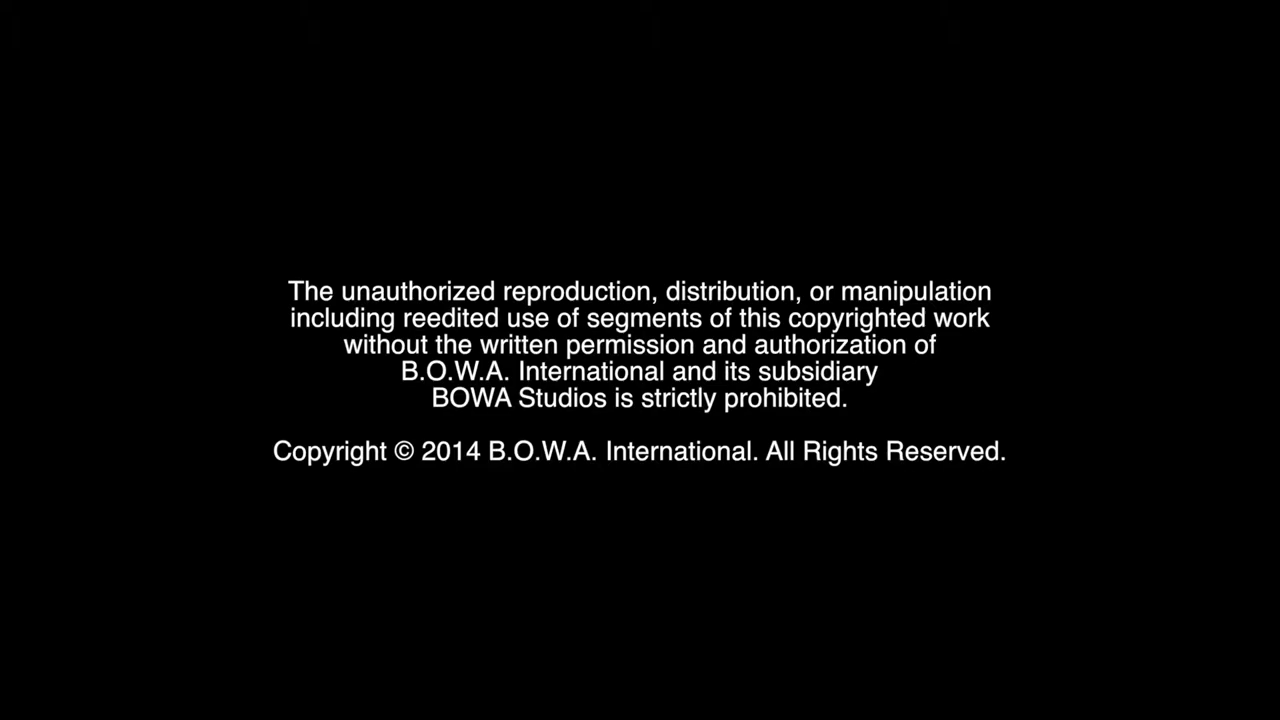 The unauthorized reproduction, distribution, or manipulation
including reedited use of segments of this copyrighted work
without the written permission and authorization of
B.O.W.A. International and its subsidiary
BOWA Studios is strictly prohibited.
Copyright © 2014 B.O.W.A. International. All Rights Reserved.